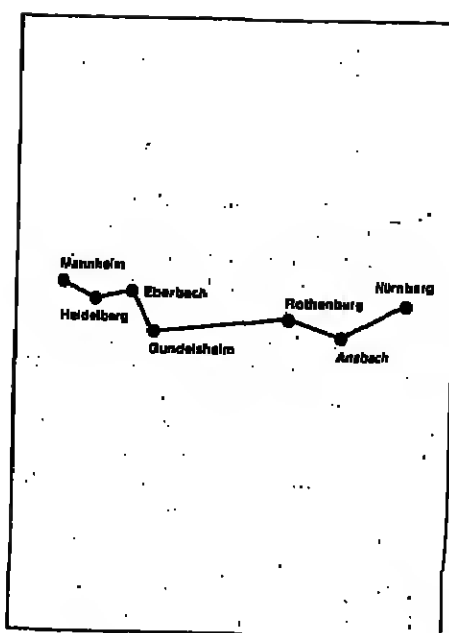 Mannheim
Heidelberg
Eberbach
Gundelsheim
Rothenburg
Ansbach
Nürnberg